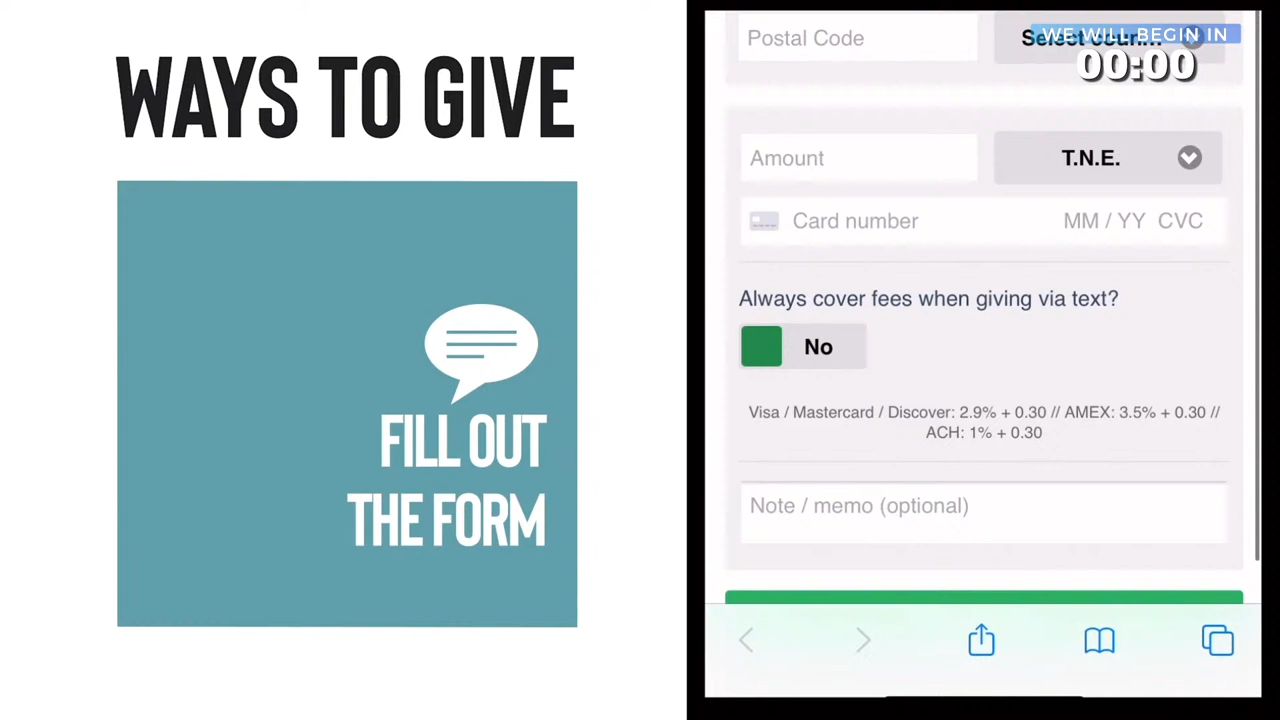 WAYS TO GIVE
FILL OUT
THE FORM
WE WILL BEGIN IN
00:00
Postal Code
Select
Amount
T.N.E.
Card number
MM / YY CVC
Always cover fees when giving via text?
No
Visa / Mastercard / Discover: 2.9% + 0.30 // AMEX: 3.5% + 0.30 //
ACH: 1% + 0.30
Note / memo (optional)